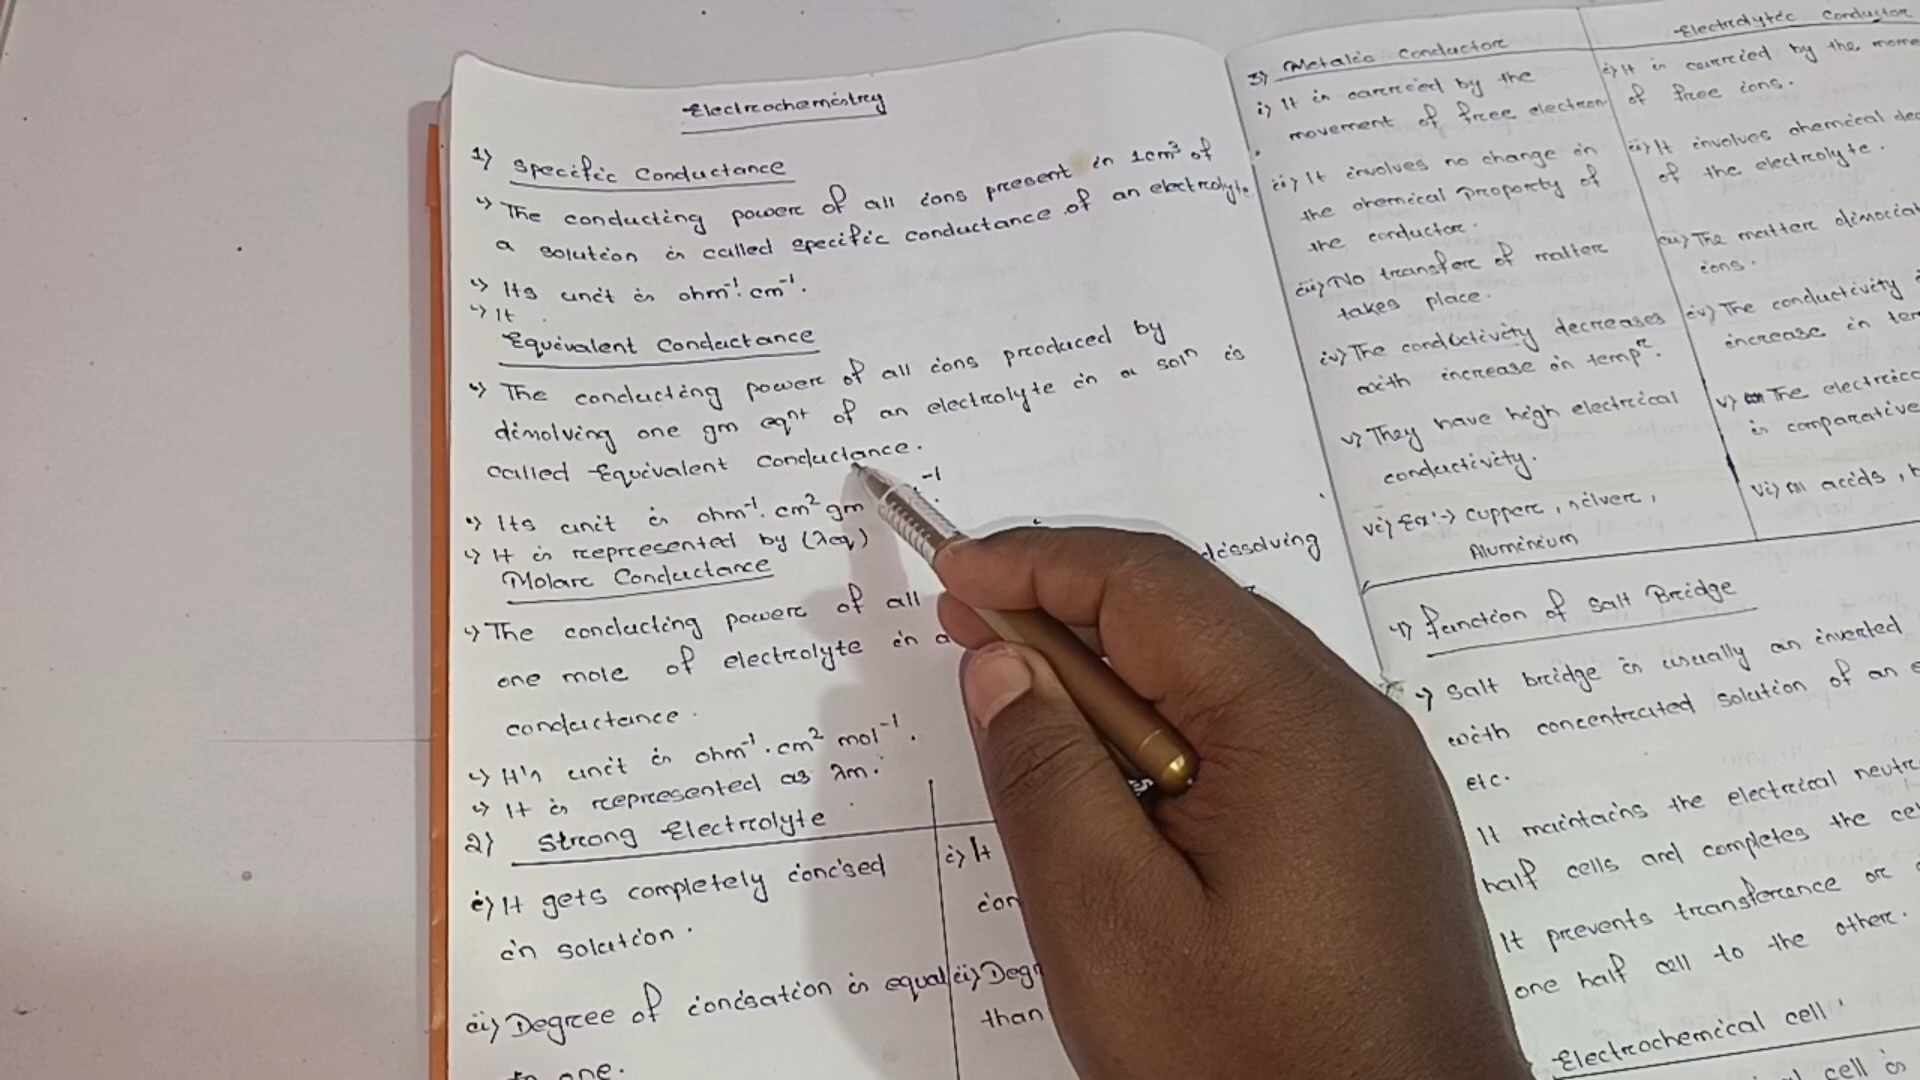 Electrochemistry
1) Specific Conductance
↳ The conducting power of all ions present in 1cm³ of
a solution is called specific conductance of an electrolyte
↳ Its unit is ohm⁻¹. cm⁻¹.
↳ It
Equivalent Conductance
↳ The conducting power of all ions produced by
dissolving one gm eqnt of an electrolyte in a solⁿ is
called Equivalent Conductance.
↳ Its unit is ohm⁻¹. cm² gm ⁻¹.
↳ It is represented by (λeq)
Molar Conductance
↳ The conducting power of all dissolving
one mole of electrolyte in a
conductance.
↳ It's unit is ohm⁻¹. cm² mol⁻¹.
↳ It is represented as λm.
2) Strong Electrolyte
i) It gets completely ionised
in solution.
ii) Degree of ionisation is equal
to one.
i) It
ion
ii) Degr
than
3) Metalic Conductor
i) It is carried by the
movement of free electron
ii) It involves no change in
the chemical Property of
the conductor.
iii) No transfer of matter
takes place.
iv) The conductivity decreases
with increase in tempr.
v) They have high electrical
conductivity.
vi) Ex:-> Cupper, silver,
Aluminium
Electrolytic Conductor
i) It is carried by the mome
of free ions.
ii) It involves chemical dec
of the electrolyte.
iii) The matter dissociat
ions.
iv) The conductivity
increase in tem
v) The electrica
is comparative
vi) acids,
4) Function of Salt Bridge
↳ Salt bridge is usually an inverted
with concentrated solution of an e
etc.
It maintains the electrical neutra
half cells and completes the ce
It prevents transference or
one half cell to the other.
Electrochemical cell
cell is